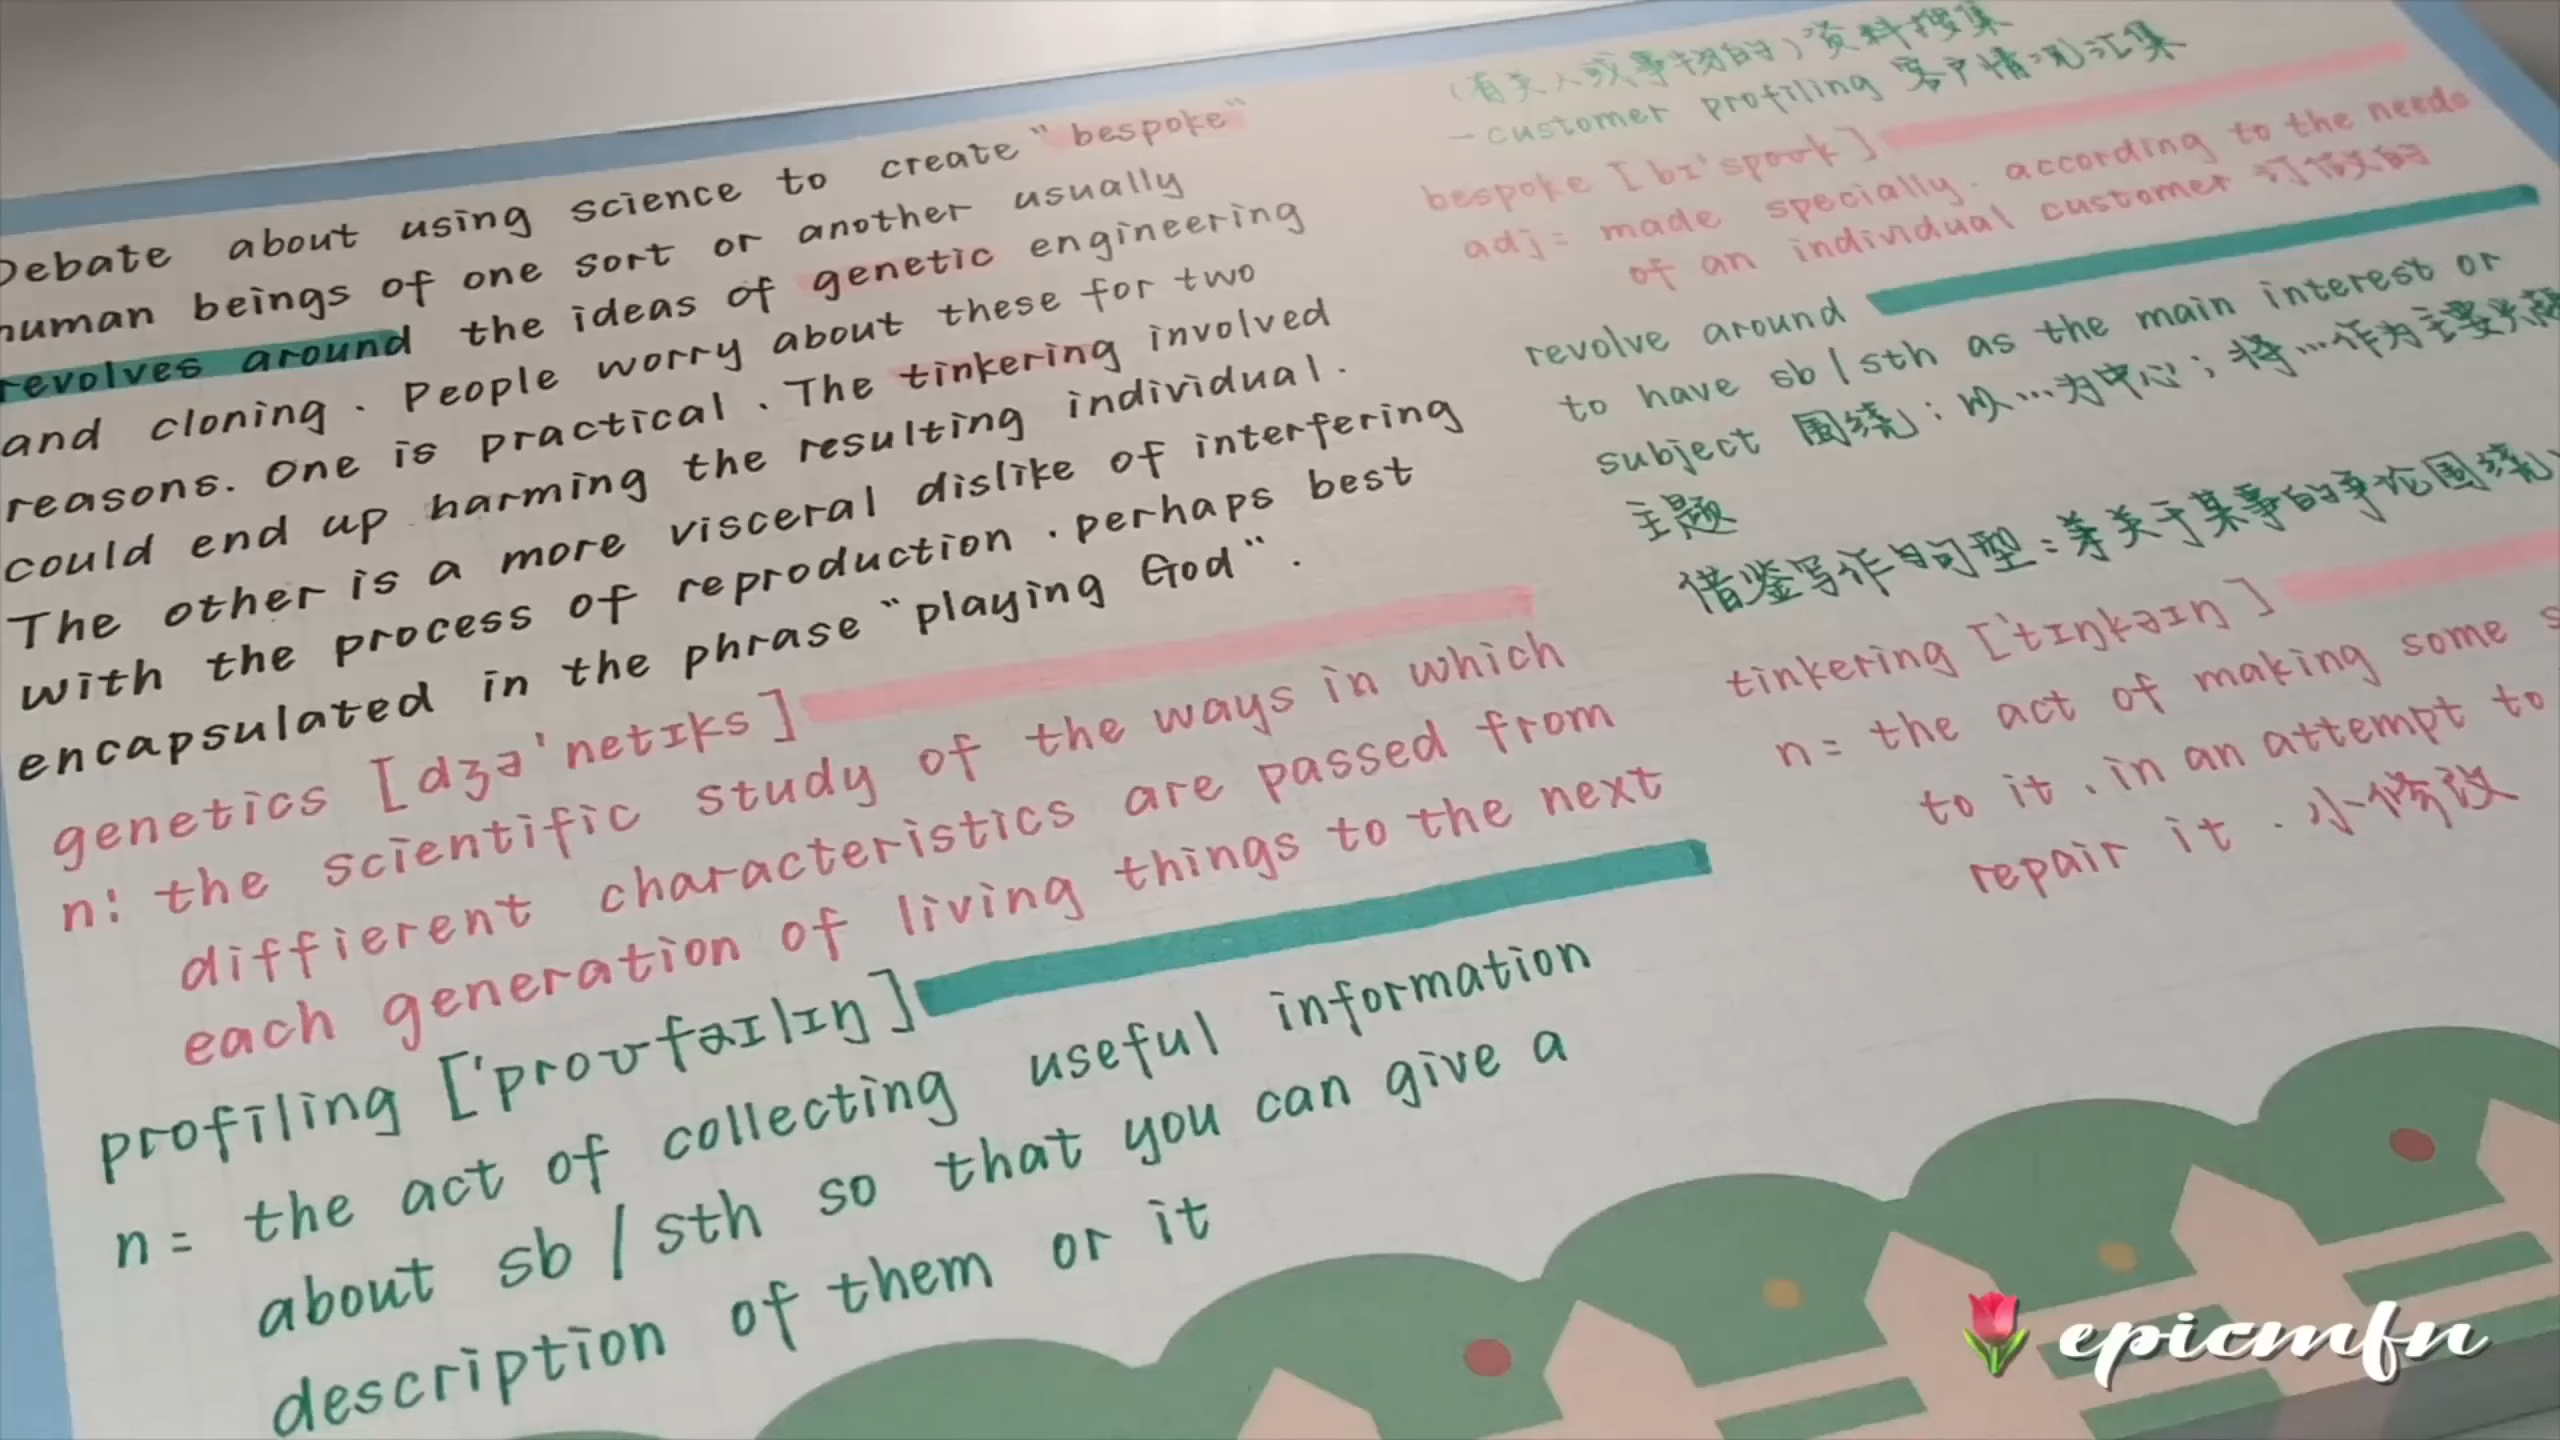 Debate about using science to create "bespoke"
human beings of one sort or another usually
revolves around the ideas of genetic engineering
and cloning. People worry about these for two
reasons. One is practical. The tinkering involved
could end up harming the resulting individual.
The other is a more visceral dislike of interfering
with the process of reproduction. perhaps best
encapsulated in the phrase "playing God".
genetics [dʒə'netɪks]
n: the scientific study of the ways in which
diffierent characteristics are passed from
each generation of living things to the next
profiling ['proʊfaɪlɪŋ]
n= the act of collecting useful information
about sb/sth so that you can give a
description of them or it
(有关人或事物的)资料搜集
-customer profiling 客户情况汇集
bespoke [bɪ'spoʊk]
adj= made specially. according to the needs
of an individual customer 订做的
revolve around
to have sb/sth as the main interest or
subject 围绕;以...为中心;将...作为主要
主题
借鉴写作句型:关于某事的争论围绕
tinkering ['tɪŋkəɪŋ]
n= the act of making some
to it, in an attempt to
repair it. 小修改
epicmfn